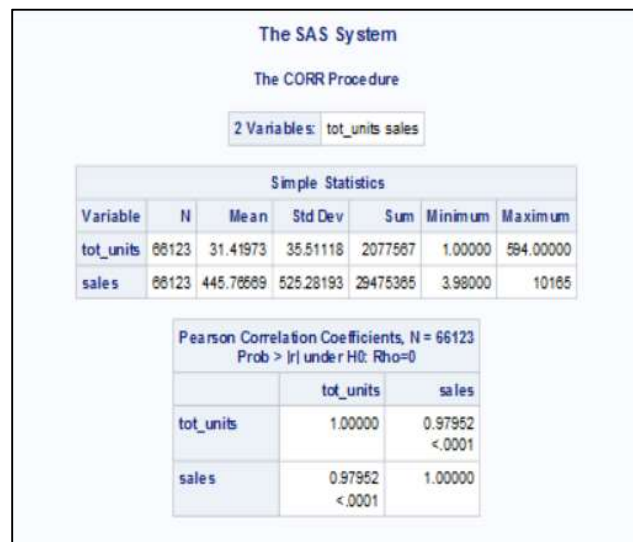 The SAS System
The CORR Procedure
2 Variables: tot_units sales
Simple Statistics
Variable N Mean Std Dev Sum Minimum Maximum
tot_units 66123 31.41973 35.51118 2077567 1.00000 594.00000
sales 66123 445.76569 525.28193 29475365 3.98000 10165
Pearson Correlation Coefficients, N = 66123
Prob > |r| under H0: Rho=0
tot_units sales
tot_units 1.00000 0.97952
<.0001
sales 0.97952 1.00000
<.0001